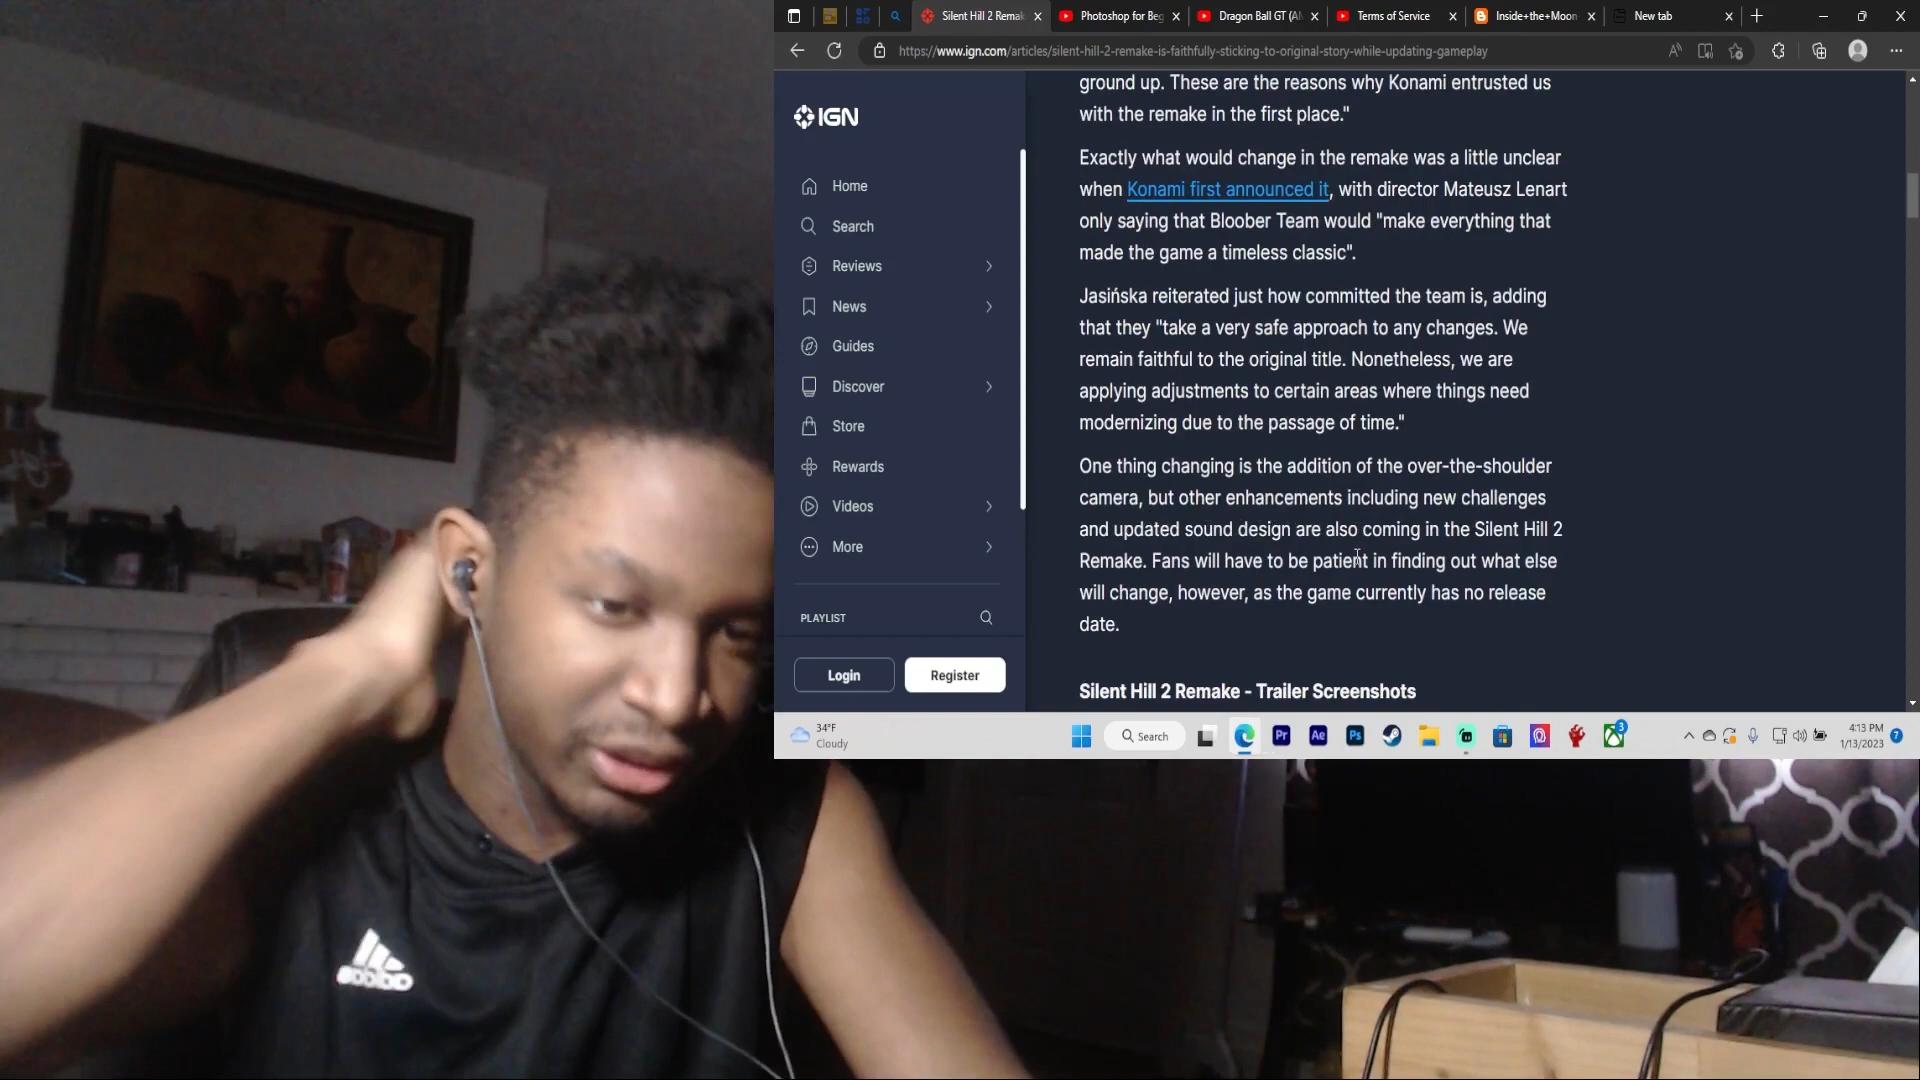 Silent Hill 2 Remak
Photoshop for Beg
Dragon Ball GT (A
Terms of Service
Inside+the+Moon
New tab
https://www.ign.com/articles/silent-hill-2-remake-is-faithfully-sticking-to-original-story-while-updating-gameplay
IGN
Home
Search
Reviews
News
Guides
Discover
Store
Rewards
Videos
More
PLAYLIST
Login
Register
ground up. These are the reasons why Konami entrusted us
with the remake in the first place."
Exactly what would change in the remake was a little unclear
when Konami first announced it, with director Mateusz Lenart
only saying that Bloober Team would "make everything that
made the game a timeless classic".
Jasińska reiterated just how committed the team is, adding
that they "take a very safe approach to any changes. We
remain faithful to the original title. Nonetheless, we are
applying adjustments to certain areas where things need
modernizing due to the passage of time."
One thing changing is the addition of the over-the-shoulder
camera, but other enhancements including new challenges
and updated sound design are also coming in the Silent Hill 2
Remake. Fans will have to be patient in finding out what else
will change, however, as the game currently has no release
date.
Silent Hill 2 Remake - Trailer Screenshots
34°F
Cloudy
Search
Pr
Ae
Ps
3
4:13 PM
1/13/2023
7
adidas